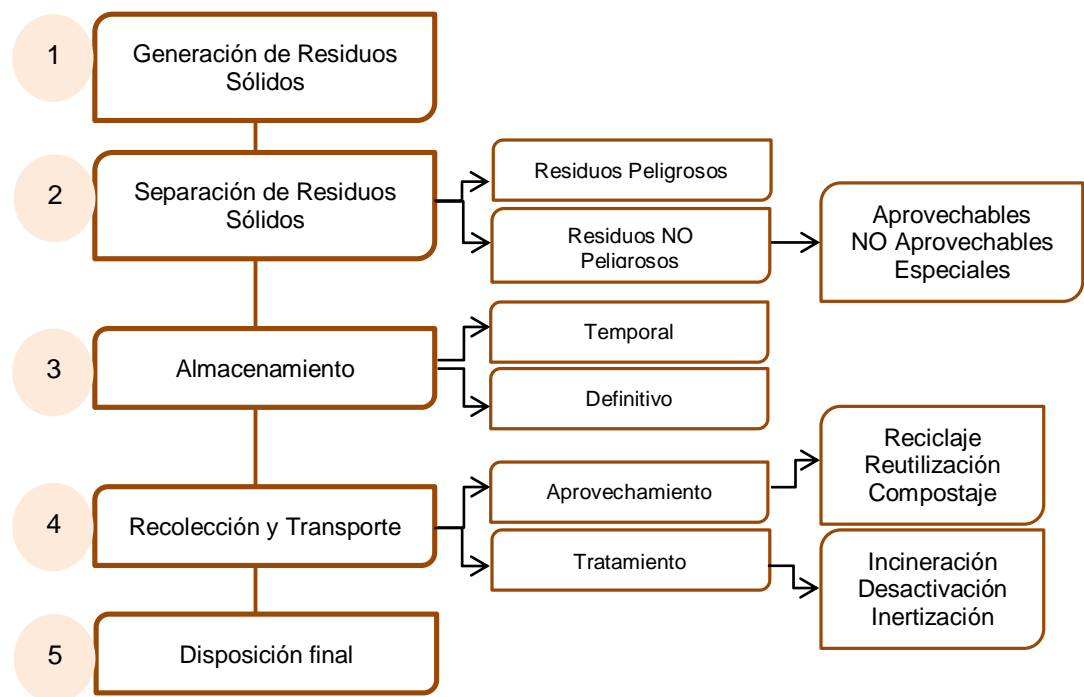 1
Generación de Residuos
Sólidos
2
Separación de Residuos
Sólidos
Residuos Peligrosos
Residuos NO
Peligrosos
Aprovechables
NO Aprovechables
Especiales
3
Almacenamiento
Temporal
Definitivo
4
Recolección y Transporte
Aprovechamiento
Reciclaje
Reutilización
Compostaje
Tratamiento
Incineración
Desactivación
Inertización
5
Disposición final